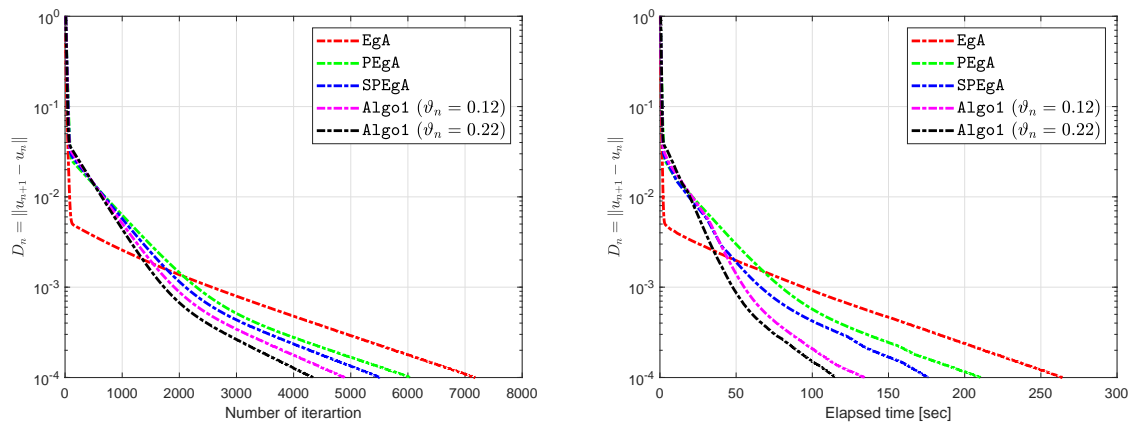 10^0
10^-1
10^-2
10^-3
10^-4
D_n = ||u_{n+1} − u_n||
EgA
PEgA
SPEgA
Algo1 (ϑ_n = 0.12)
Algo1 (ϑ_n = 0.22)
0 1000 2000 3000 4000 5000 6000 7000 8000
Number of iterartion
10^0
10^-1
10^-2
10^-3
10^-4
D_n = ||u_{n+1} − u_n||
EgA
PEgA
SPEgA
Algo1 (ϑ_n = 0.12)
Algo1 (ϑ_n = 0.22)
0 50 100 150 200 250 300
Elapsed time [sec]